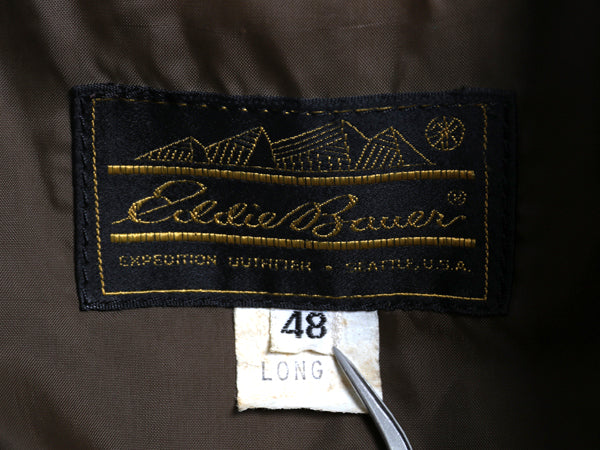 Eddie Bauer ®
EXPEDITION OUTFITTER • SEATTLE, U.S.A.
48
LONG